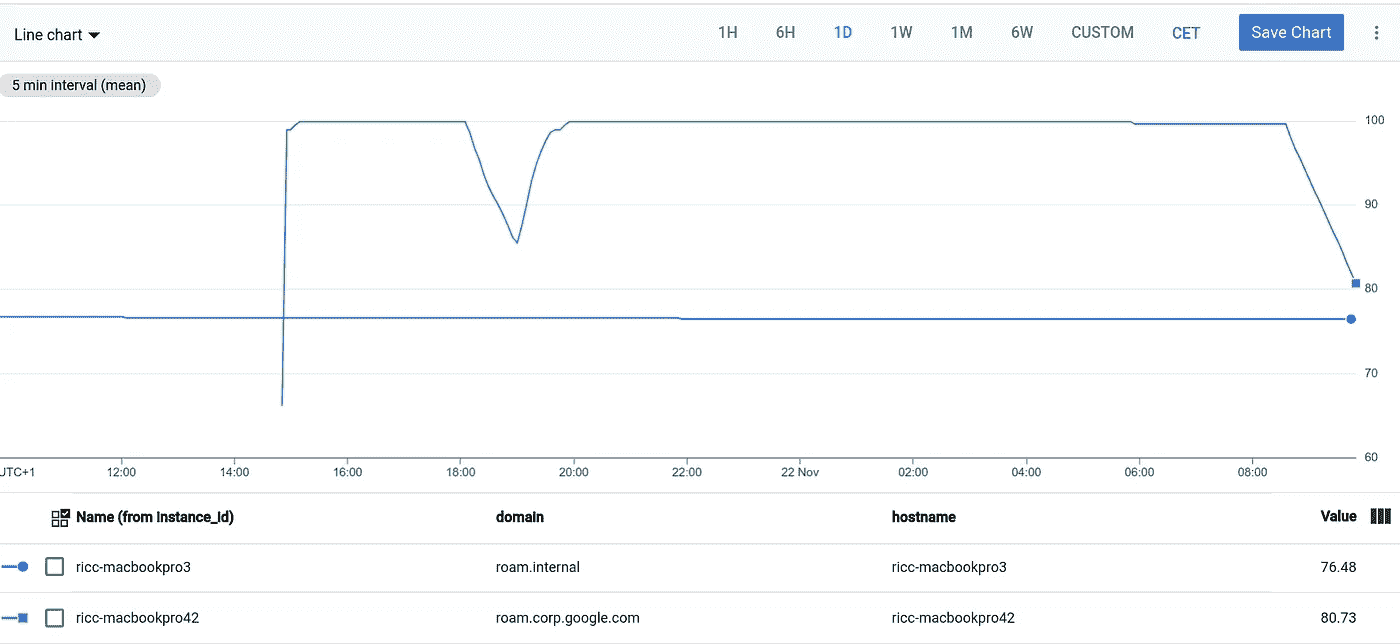 Line chart
1H 6H 1D 1W 1M 6W CUSTOM CET Save Chart
5 min interval (mean)
100
90
80
70
60
UTC+1 12:00 14:00 16:00 18:00 20:00 22:00 22 Nov 02:00 04:00 06:00 08:00
Name (from instance_id) domain hostname Value
ricc-macbookpro3 roam.internal ricc-macbookpro3 76.48
ricc-macbookpro42 roam.corp.google.com ricc-macbookpro42 80.73